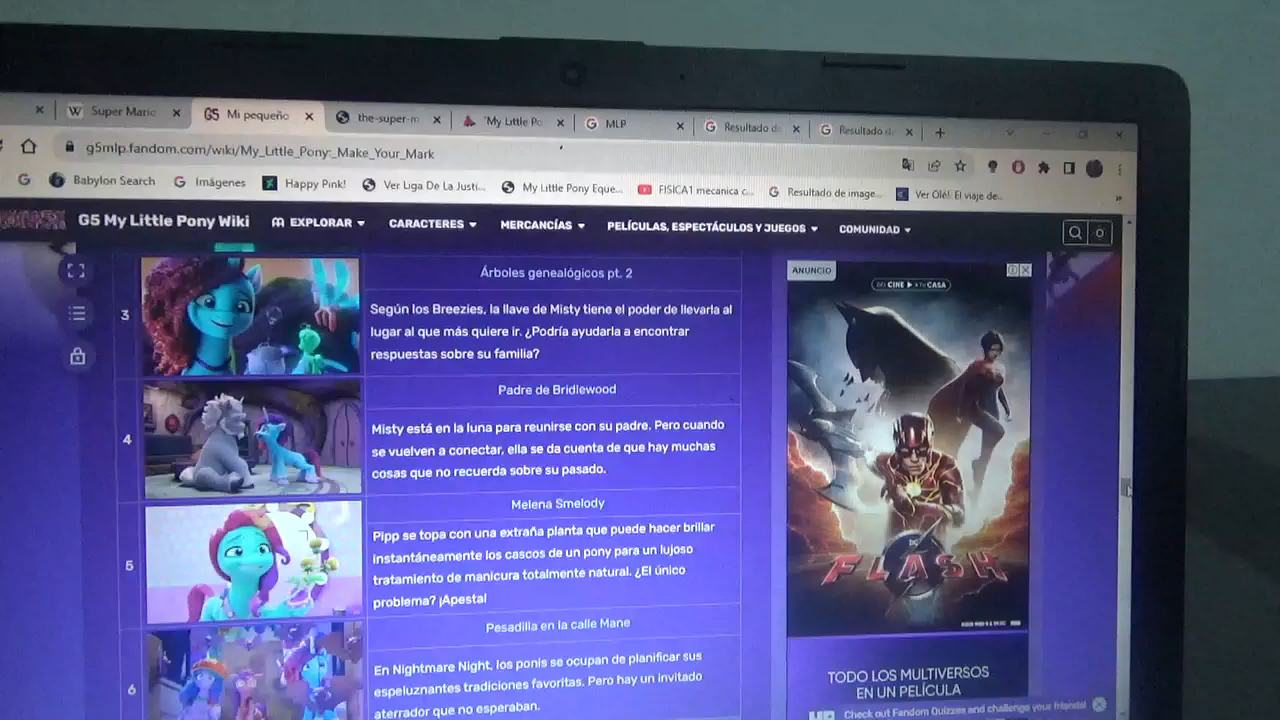 Super Mario
G5 Mi pequeño
the-super-m
'My Little Po
MLP
Resultado d
Resultado d
g5mlp.fandom.com/wiki/My_Little_Pony:_Make_Your_Mark
Babylon Search
Imágenes
Happy Pink!
Ver Liga De La Justi...
My Little Pony Eque...
FISICA1 mecanica c...
Resultado de image...
Ver Olé! El viaje de...
G5 My Little Pony Wiki
EXPLORAR
CARACTERES
MERCANCÍAS
PELÍCULAS, ESPECTÁCULOS Y JUEGOS
COMUNIDAD
Árboles genealógicos pt. 2
3
Según los Breezies, la llave de Misty tiene el poder de llevarla al
lugar al que más quiere ir. ¿Podría ayudarla a encontrar
respuestas sobre su familia?
Padre de Bridlewood
4
Misty está en la luna para reunirse con su padre. Pero cuando
se vuelven a conectar, ella se da cuenta de que hay muchas
cosas que no recuerda sobre su pasado.
Melena Smelody
5
Pipp se topa con una extraña planta que puede hacer brillar
instantáneamente los cascos de un pony para un lujoso
tratamiento de manicura totalmente natural. ¿El único
problema? ¡Apesta!
Pesadilla en la calle Mane
6
En Nightmare Night, los ponis se ocupan de planificar sus
espeluznantes tradiciones favoritas. Pero hay un invitado
aterrador que no esperaban.
ANUNCIO
DEL CINE A TU CASA
DC
FLASH
TODO LOS MULTIVERSOS
EN UN PELÍCULA
Check out Fandom Quizzes and challenge your friends!